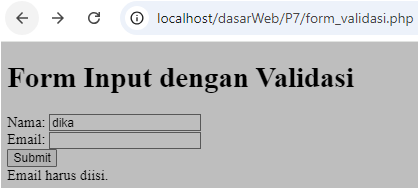 localhost/dasarWeb/P7/form_validasi.php
Form Input dengan Validasi
Nama: dika
Email:
Submit
Email harus diisi.